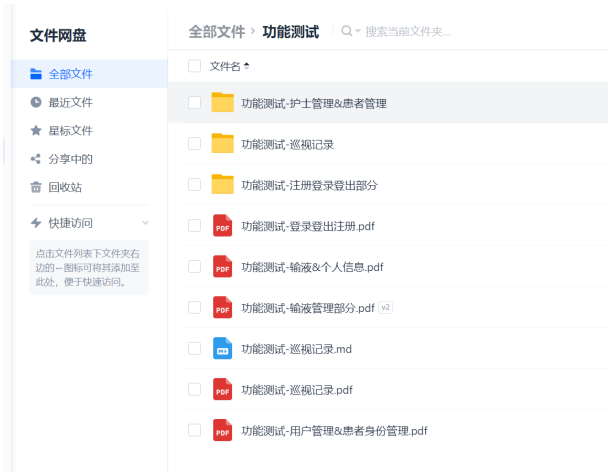 文件网盘
全部文件 › 功能测试 搜索当前文件夹...
文件名
全部文件
最近文件
星标文件
分享中的
回收站
快捷访问
点击文件列表下文件夹右
边的···图标可将其添加至
此处，便于快速访问。
功能测试-护士管理&患者管理
功能测试-巡视记录
功能测试-注册登录登出部分
PDF 功能测试-登录登出注册.pdf
PDF 功能测试-输液&个人信息.pdf
PDF 功能测试-输液管理部分.pdf v2
功能测试-巡视记录.md
PDF 功能测试-巡视记录.pdf
PDF 功能测试-用户管理&患者身份管理.pdf